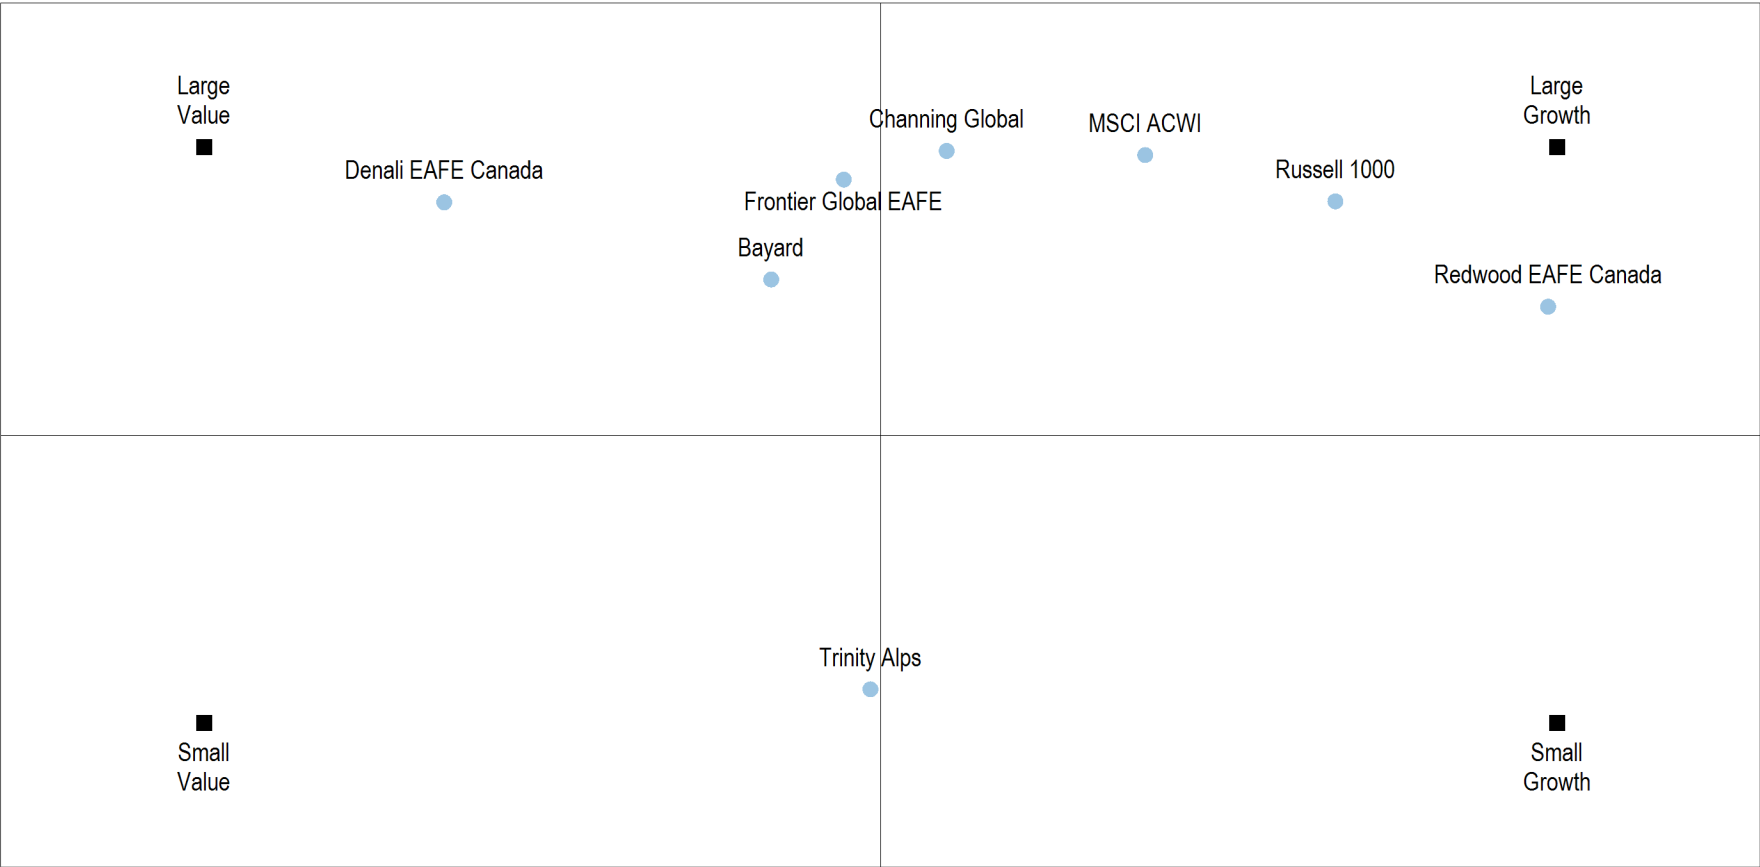 Large
Value
Large
Growth
Channing Global
MSCI ACWI
Denali EAFE Canada
Russell 1000
Frontier Global EAFE
Bayard
Redwood EAFE Canada
Trinity Alps
Small
Value
Small
Growth